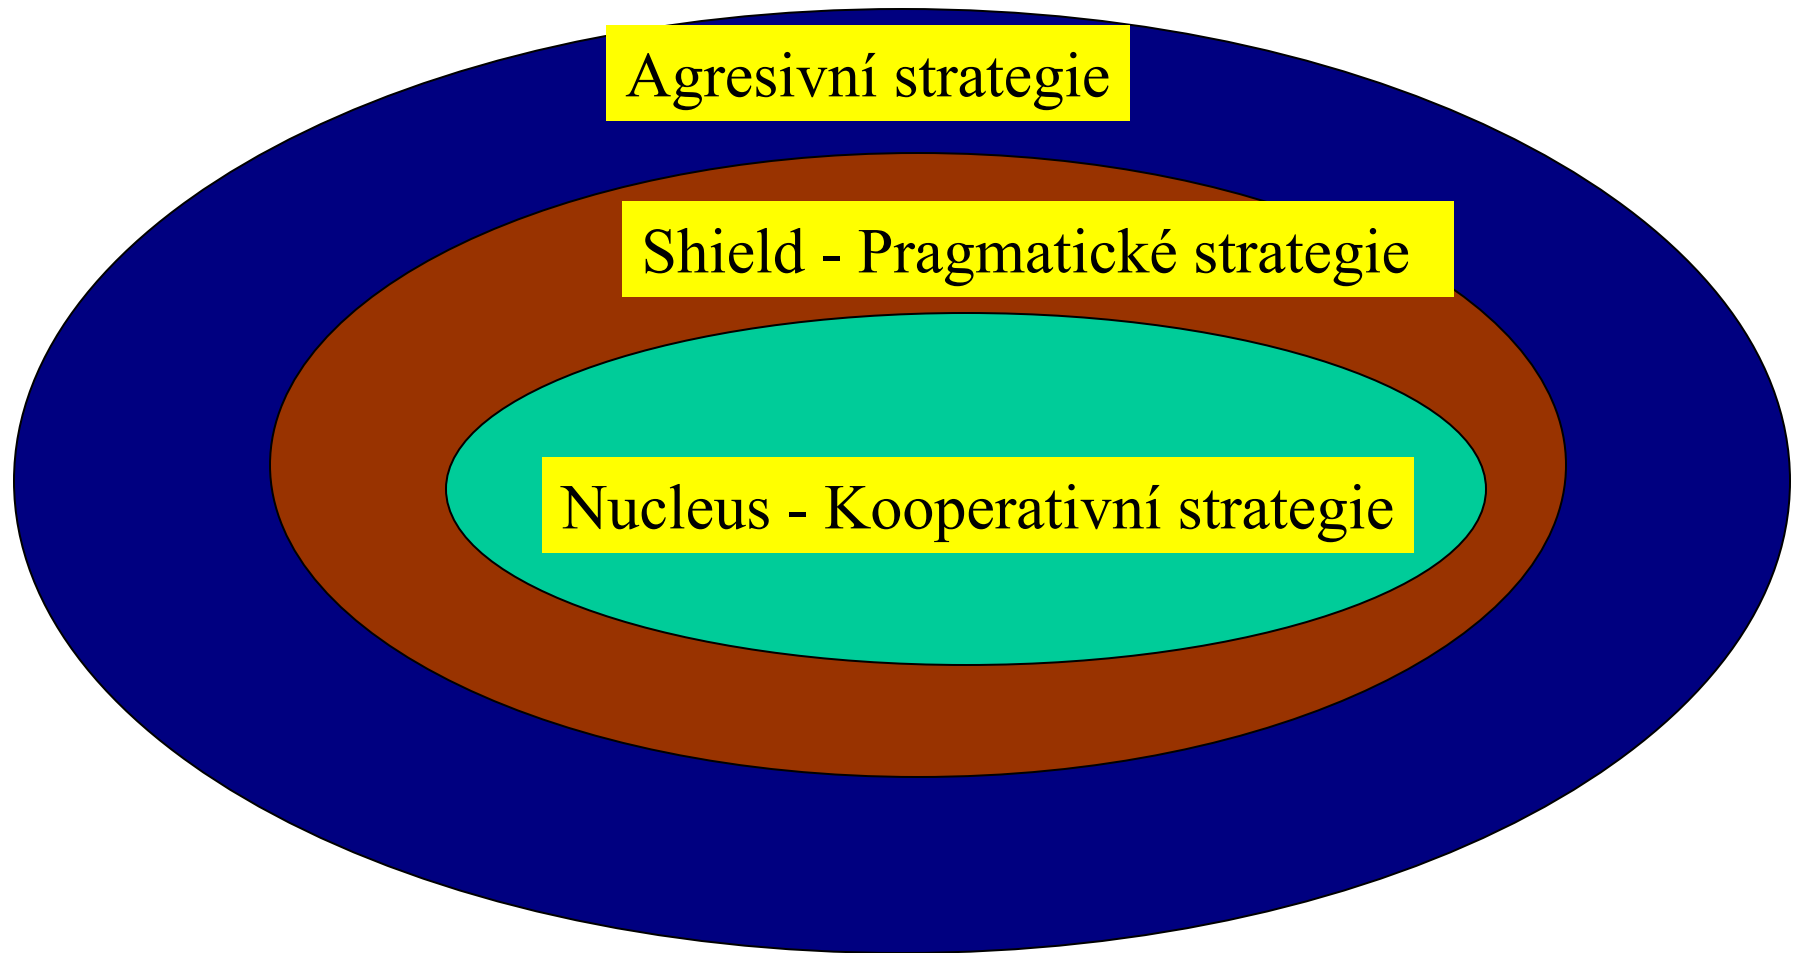 Agresivní strategie
Shield - Pragmatické strategie
Nucleus - Kooperativní strategie